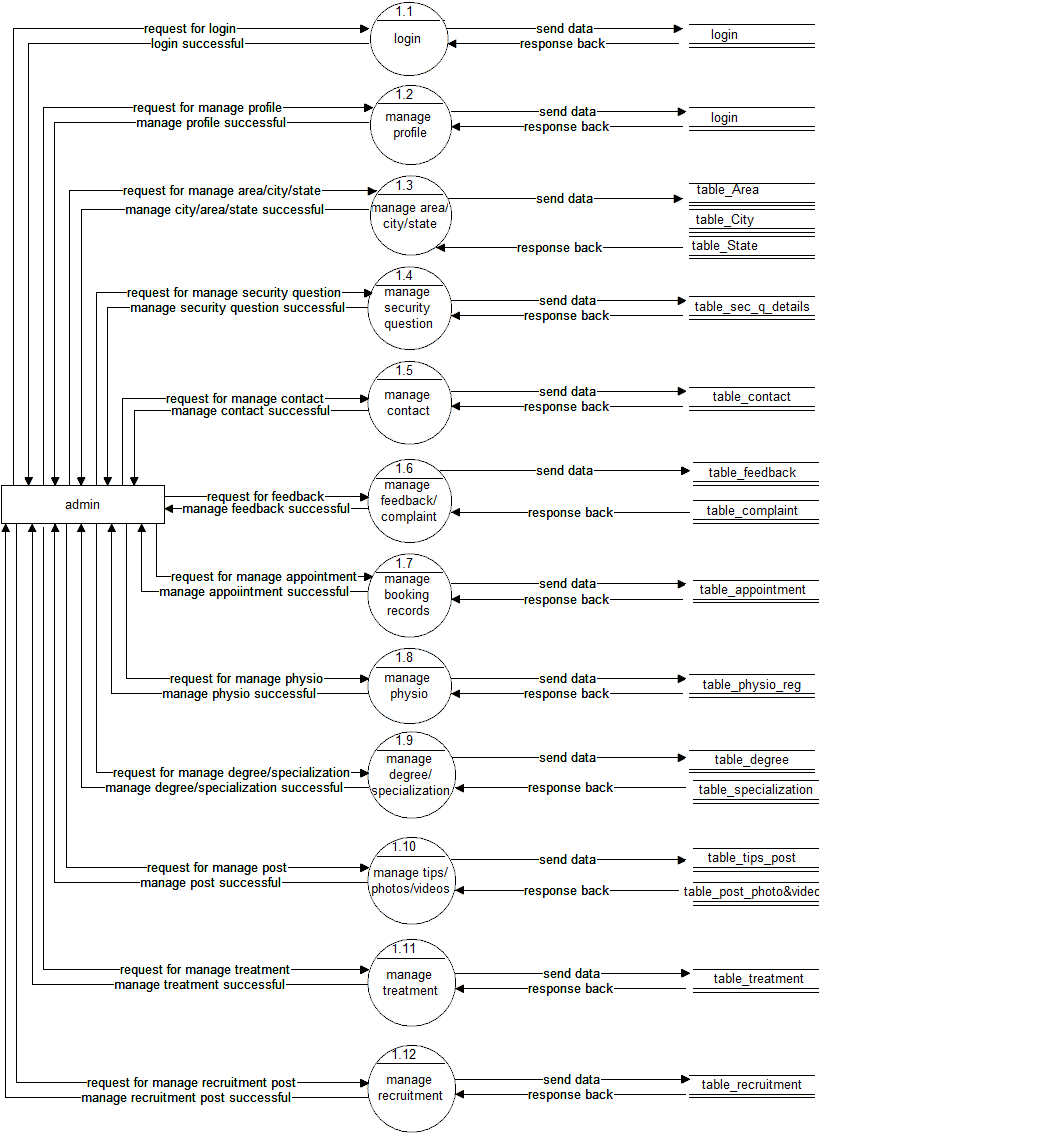 1.1
request for login
login successful
login
send data
response back
login
1.2
request for manage profile
manage profile successful
manage
profile
send data
response back
login
1.3
request for manage area/city/state
manage city/area/state successful
manage area/
city/state
send data
response back
table_Area
table_City
table_State
1.4
request for manage security question
manage security question successful
manage
security
question
send data
response back
table_sec_q_details
1.5
request for manage contact
manage contact successful
manage
contact
send data
response back
table_contact
admin
1.6
request for feedback
manage feedback successful
manage
feedback/
complaint
send data
response back
table_feedback
table_complaint
1.7
request for manage appointment
manage appoiintment successful
manage
booking
records
send data
response back
table_appointment
1.8
request for manage physio
manage physio successful
manage
physio
send data
response back
table_physio_reg
1.9
request for manage degree/specialization
manage degree/specialization successful
manage
degree/
specialization
send data
response back
table_degree
table_specialization
1.10
request for manage post
manage post successful
manage tips/
photos/videos
send data
response back
table_tips_post
table_post_photo&videc
1.11
request for manage treatment
manage treatment successful
manage
treatment
send data
response back
table_treatment
1.12
request for manage recruitment post
manage recruitment post successful
manage
recruitment
send data
response back
table_recruitment